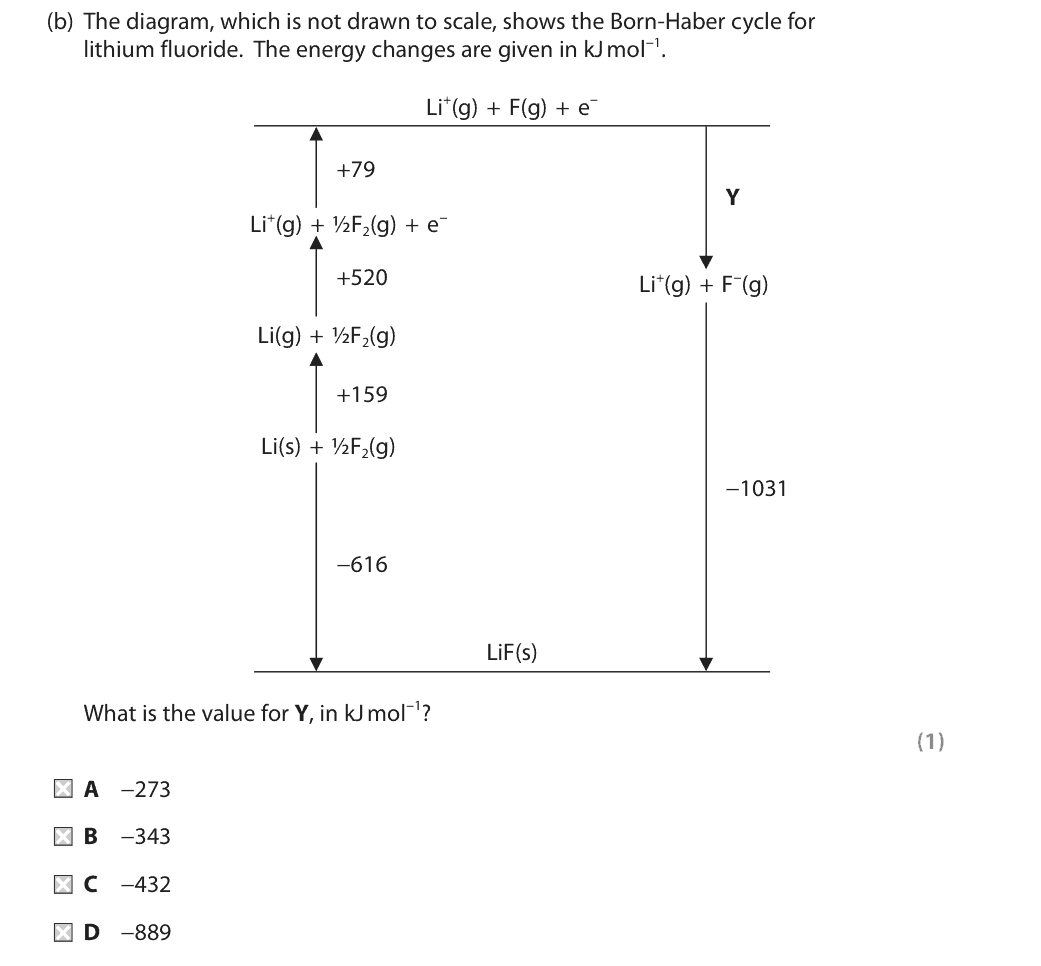 (b) The diagram, which is not drawn to scale, shows the Born-Haber cycle for
lithium fluoride. The energy changes are given in kJ mol⁻¹.
Li⁺(g) + F(g) + e⁻
+79
Y
Li⁺(g) + ½F₂(g) + e⁻
+520
Li⁺(g) + F⁻(g)
Li(g) + ½F₂(g)
+159
Li(s) + ½F₂(g)
−1031
−616
LiF(s)
What is the value for Y, in kJ mol⁻¹?
(1)
A −273
B −343
C −432
D −889